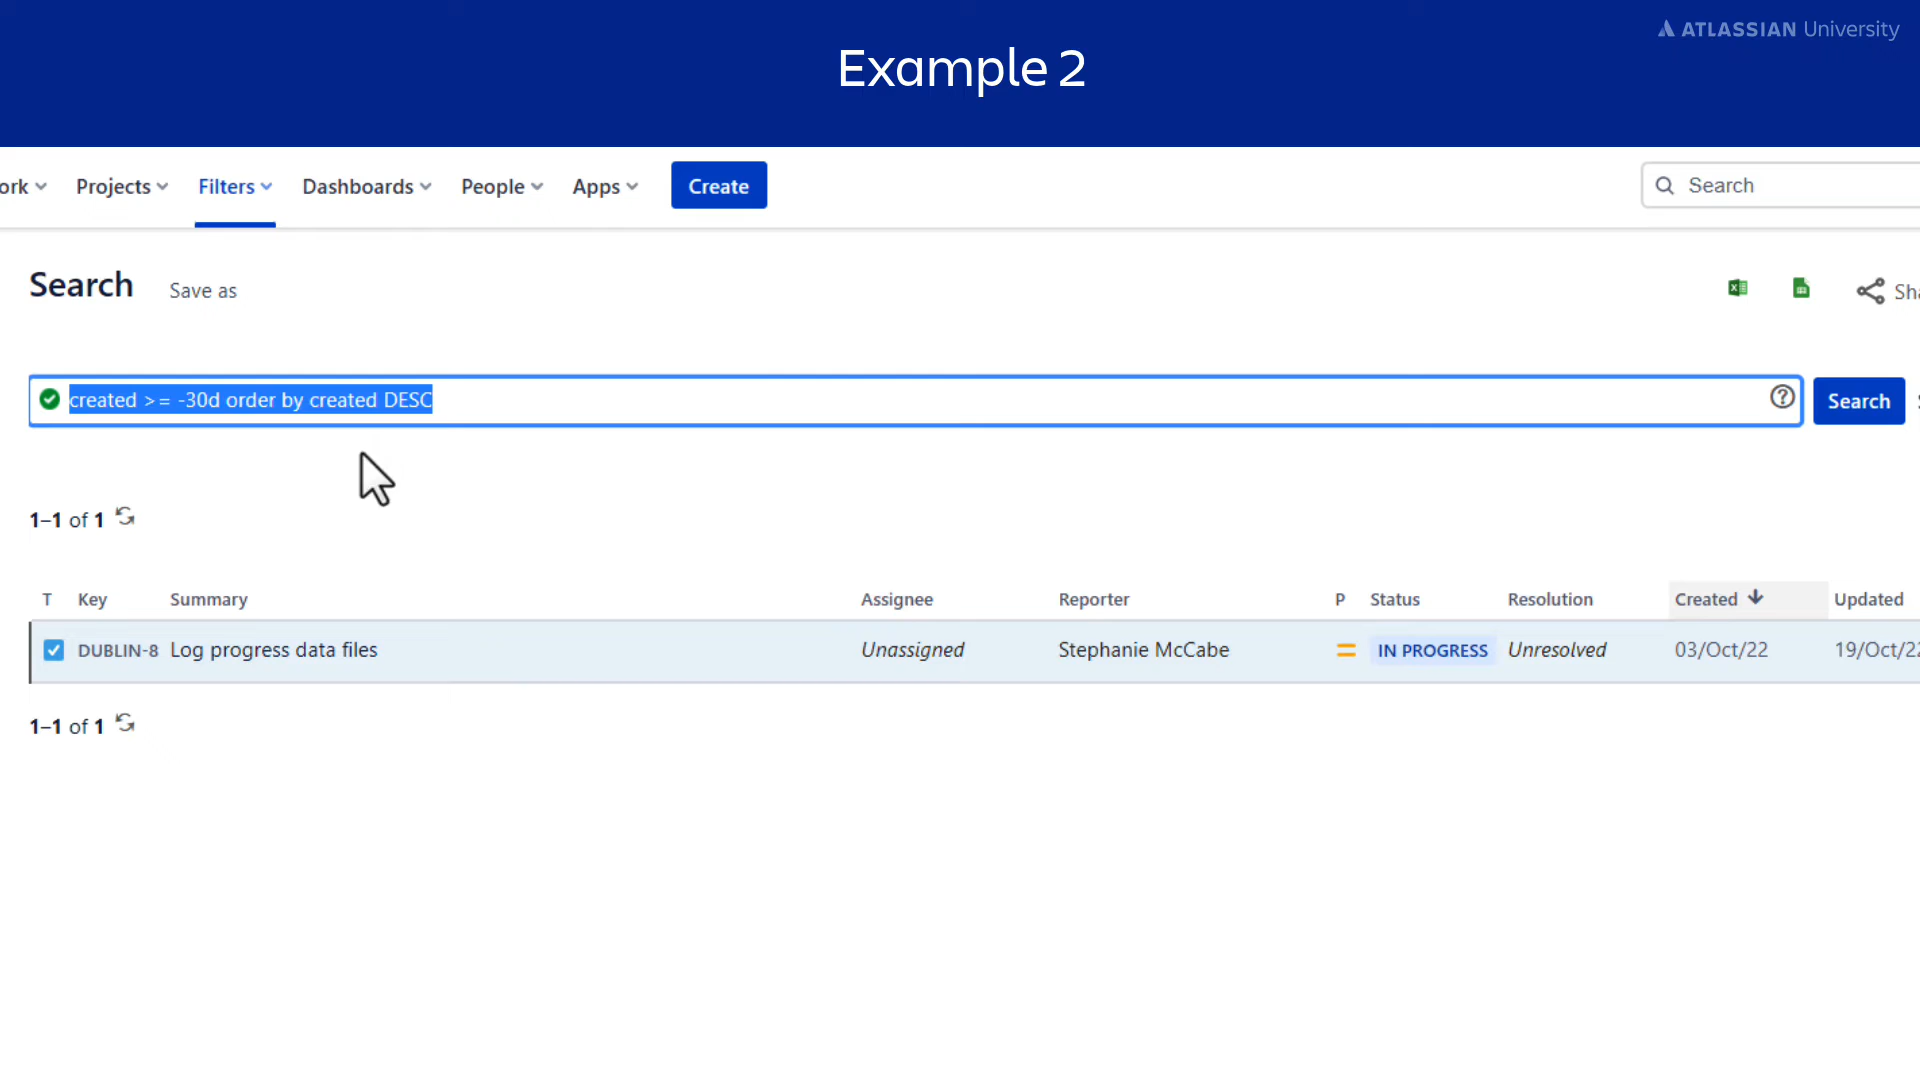 ATLASSIAN University
Example 2
ork Projects Filters Dashboards People Apps Create Search
Search Save as Sha
created >= -30d order by created DESC Search
1–1 of 1
T Key Summary Assignee Reporter P Status Resolution Created Updated
DUBLIN-8 Log progress data files Unassigned Stephanie McCabe IN PROGRESS Unresolved 03/Oct/22 19/Oct/22
1–1 of 1